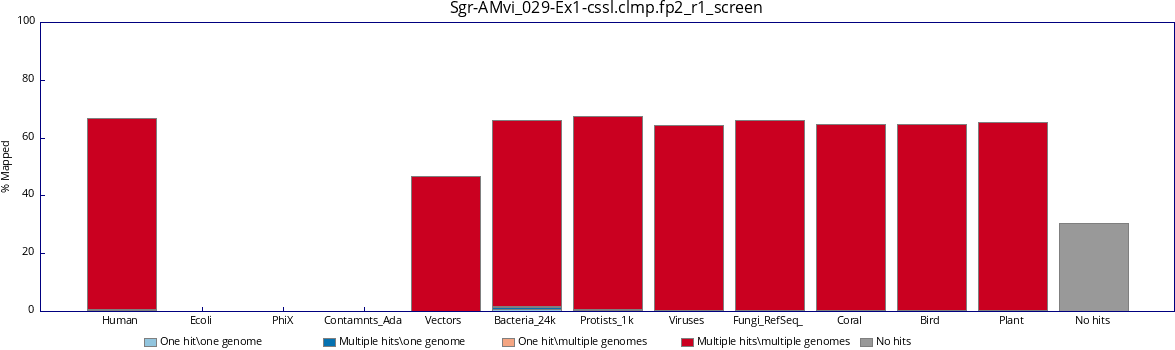 Sgr-AMvi_029-Ex1-cssl.clmp.fp2_r1_screen
100
80
60
40
20
0
% Mapped
Human Ecoli PhiX Contamnts_Ada Vectors Bacteria_24k Protists_1k Viruses Fungi_RefSeq_ Coral Bird Plant No hits
One hit\one genome Multiple hits\one genome One hit\multiple genomes Multiple hits\multiple genomes No hits